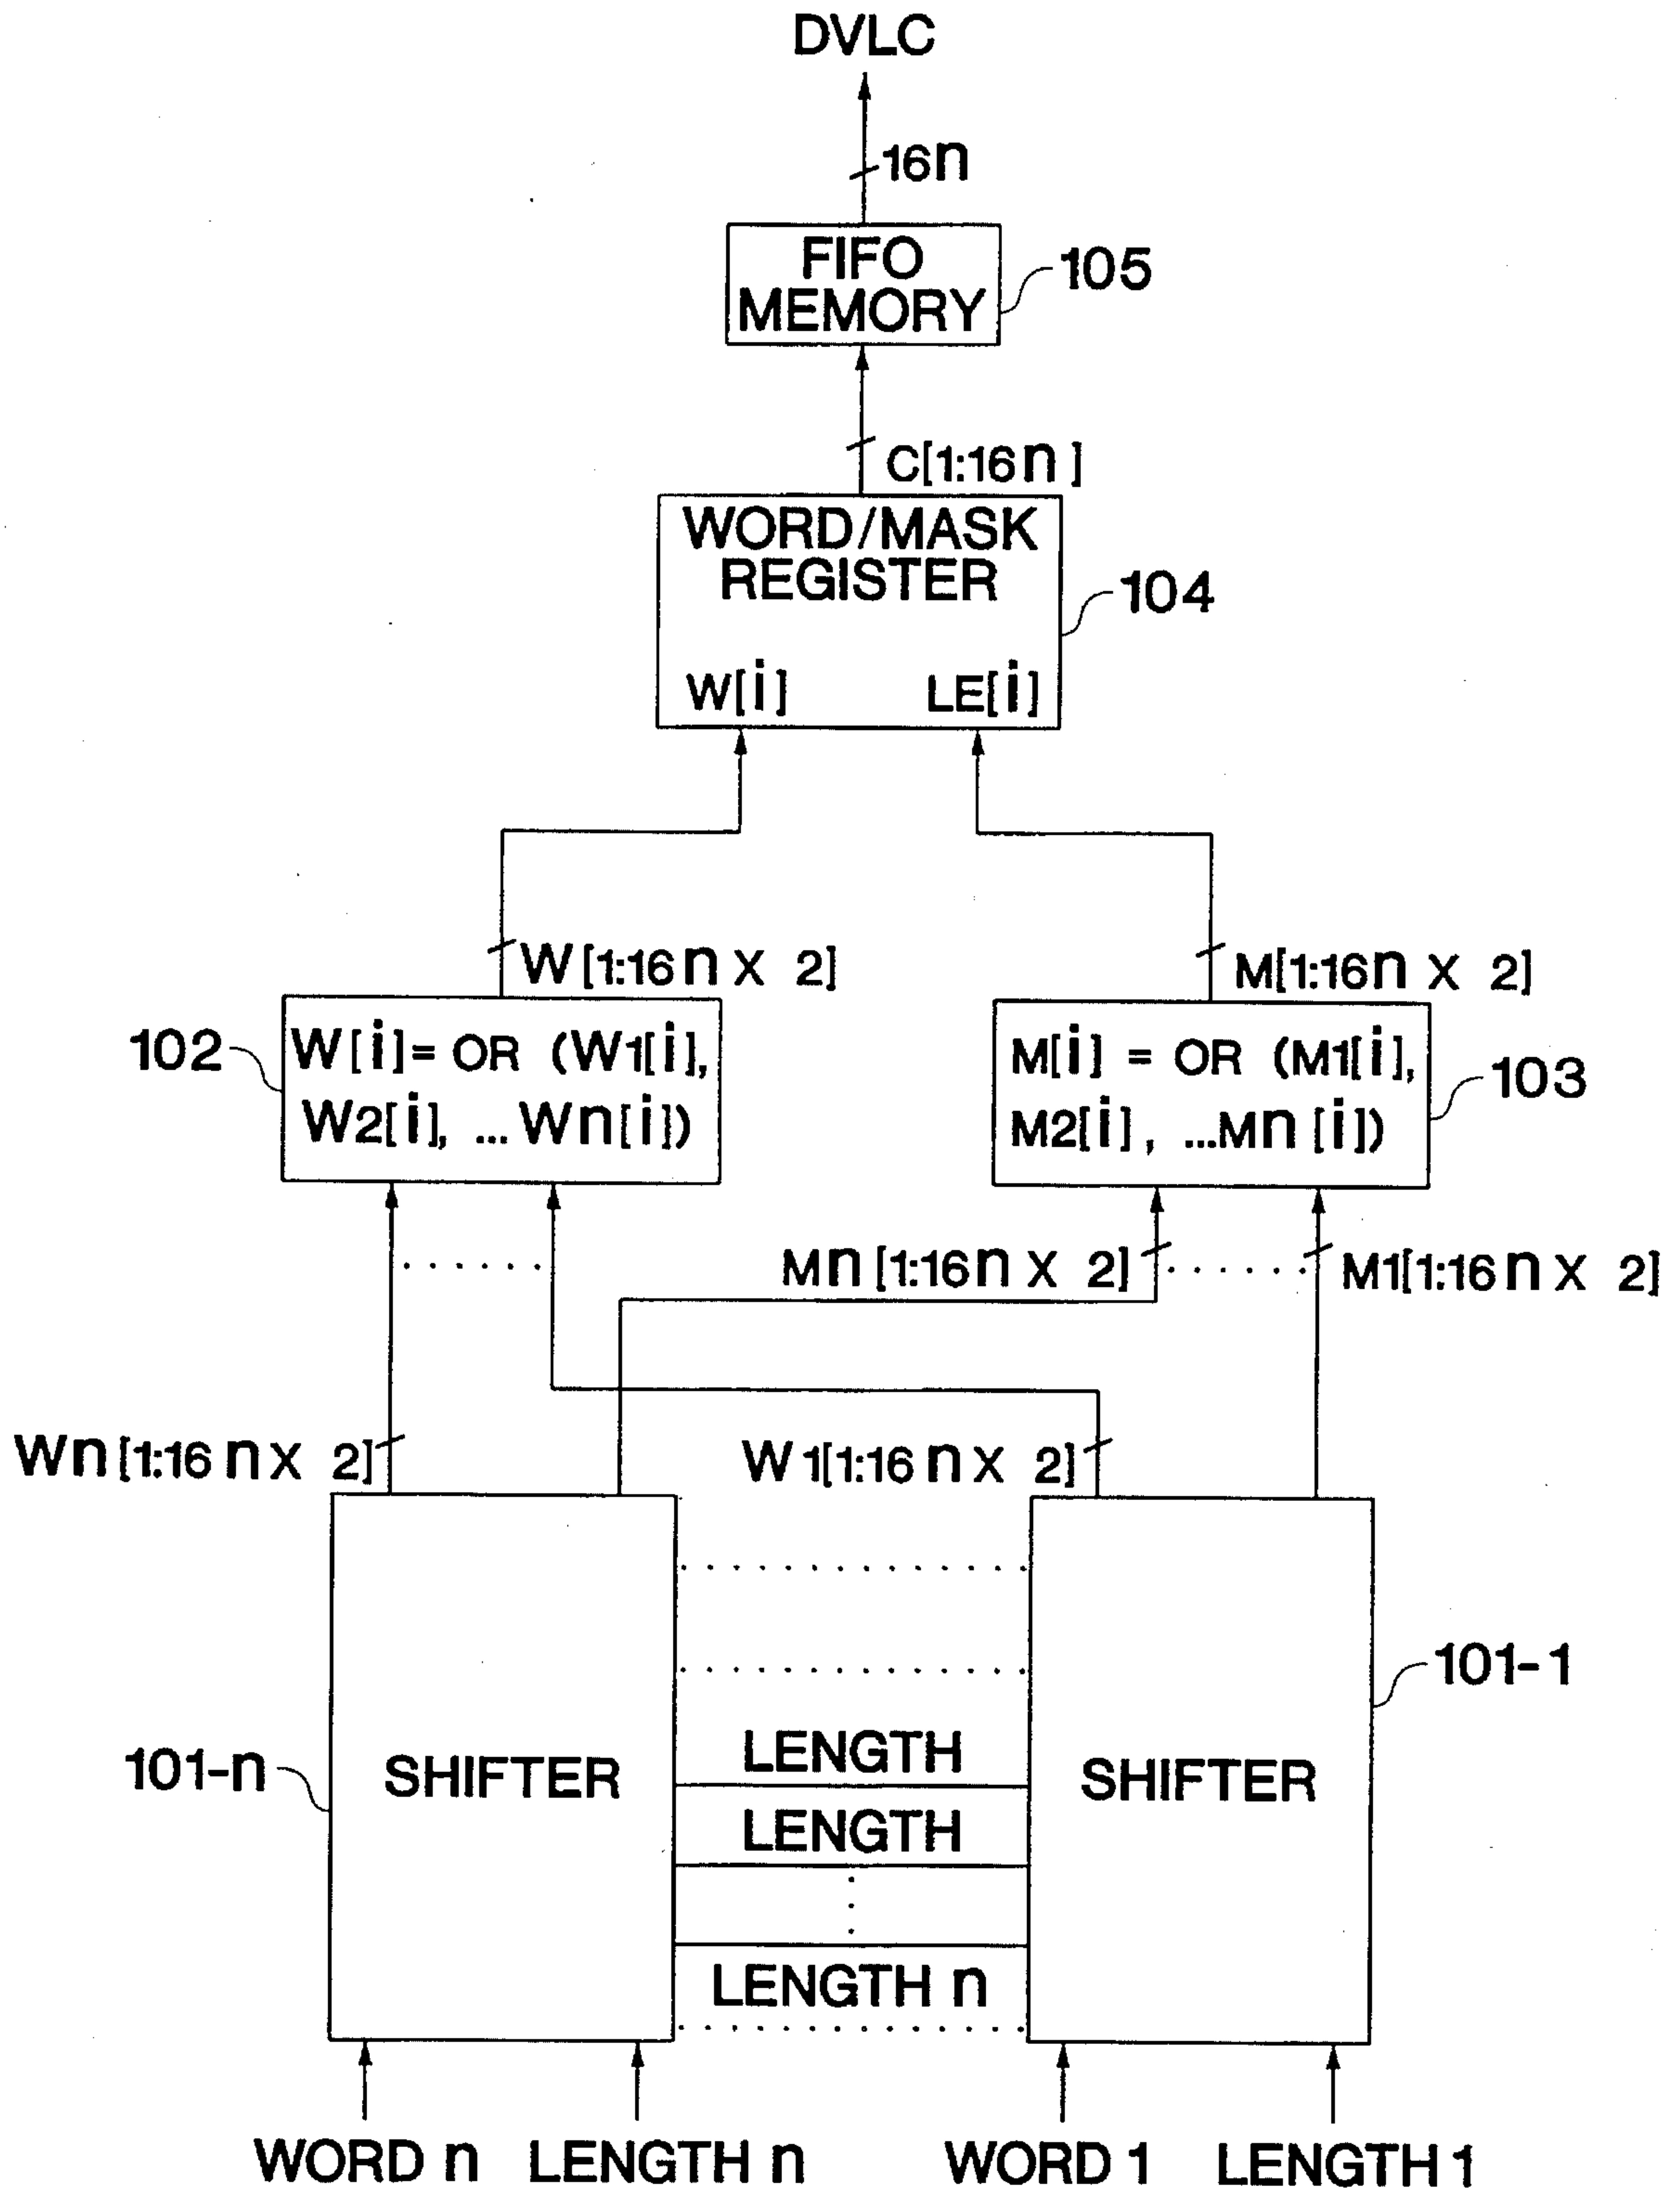 DVLC
16n
FIFO
MEMORY
105
C[1:16n]
WORD/MASK
REGISTER
104
W[i]
LE[i]
W[1:16n X 2]
M[1:16n X 2]
102
W[i]= OR (W1[i],
W2[i], ...Wn[i])
M[i] = OR (M1[i],
M2[i], ...Mn [i])
103
Mn [1:16n X 2]
M1[1:16n X 2]
Wn [1:16 n X 2]
W1[1:16 n X 2]
101-n
SHIFTER
LENGTH
LENGTH
LENGTH n
SHIFTER
101-1
WORD n
LENGTH n
WORD 1
LENGTH 1